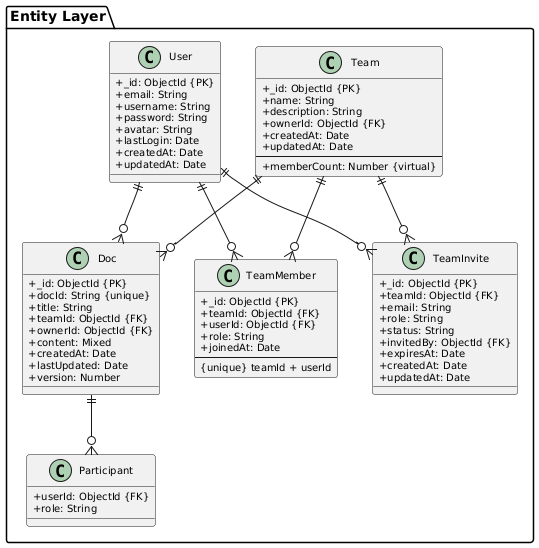 Entity Layer
C User
+_id: ObjectId {PK}
+email: String
+username: String
+password: String
+avatar: String
+lastLogin: Date
+createdAt: Date
+updatedAt: Date
C Team
+_id: ObjectId {PK}
+name: String
+description: String
+ownerId: ObjectId {FK}
+createdAt: Date
+updatedAt: Date
+memberCount: Number {virtual}
C Doc
+_id: ObjectId {PK}
+docId: String {unique}
+title: String
+teamId: ObjectId {FK}
+ownerId: ObjectId {FK}
+content: Mixed
+createdAt: Date
+lastUpdated: Date
+version: Number
C TeamMember
+_id: ObjectId {PK}
+teamId: ObjectId {FK}
+userId: ObjectId {FK}
+role: String
+joinedAt: Date
{unique} teamId + userId
C TeamInvite
+_id: ObjectId {PK}
+teamId: ObjectId {FK}
+email: String
+role: String
+status: String
+invitedBy: ObjectId {FK}
+expiresAt: Date
+createdAt: Date
+updatedAt: Date
C Participant
+userId: ObjectId {FK}
+role: String